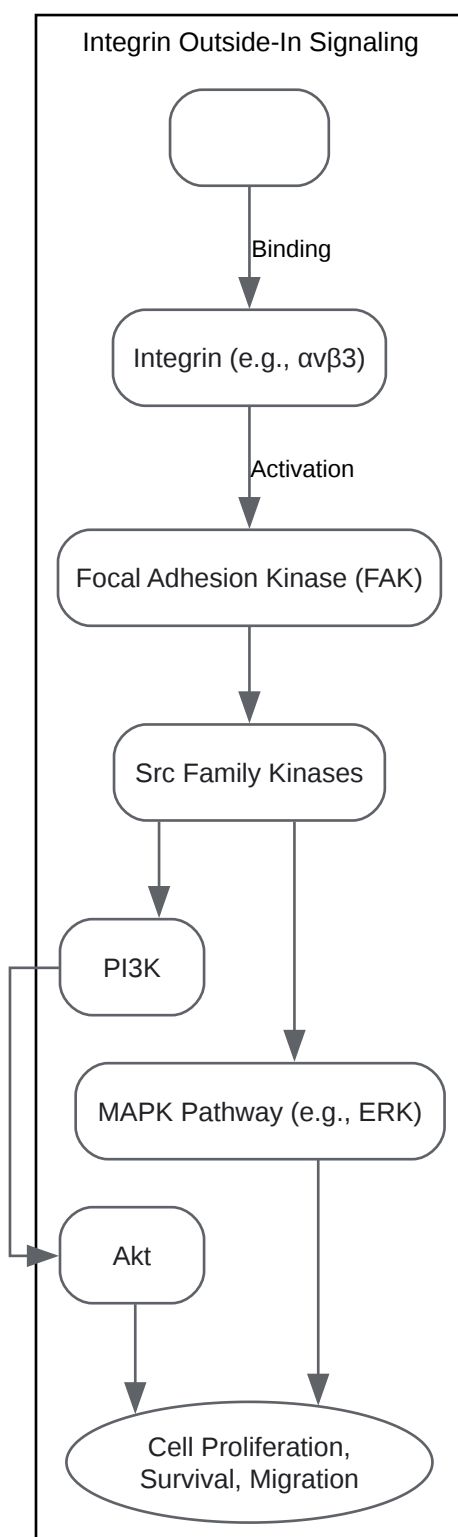 Integrin Outside-In Signaling
Binding
Integrin (e.g., αvβ3)
Activation
Focal Adhesion Kinase (FAK)
Src Family Kinases
PI3K
MAPK Pathway (e.g., ERK)
Akt
Cell Proliferation,
Survival, Migration